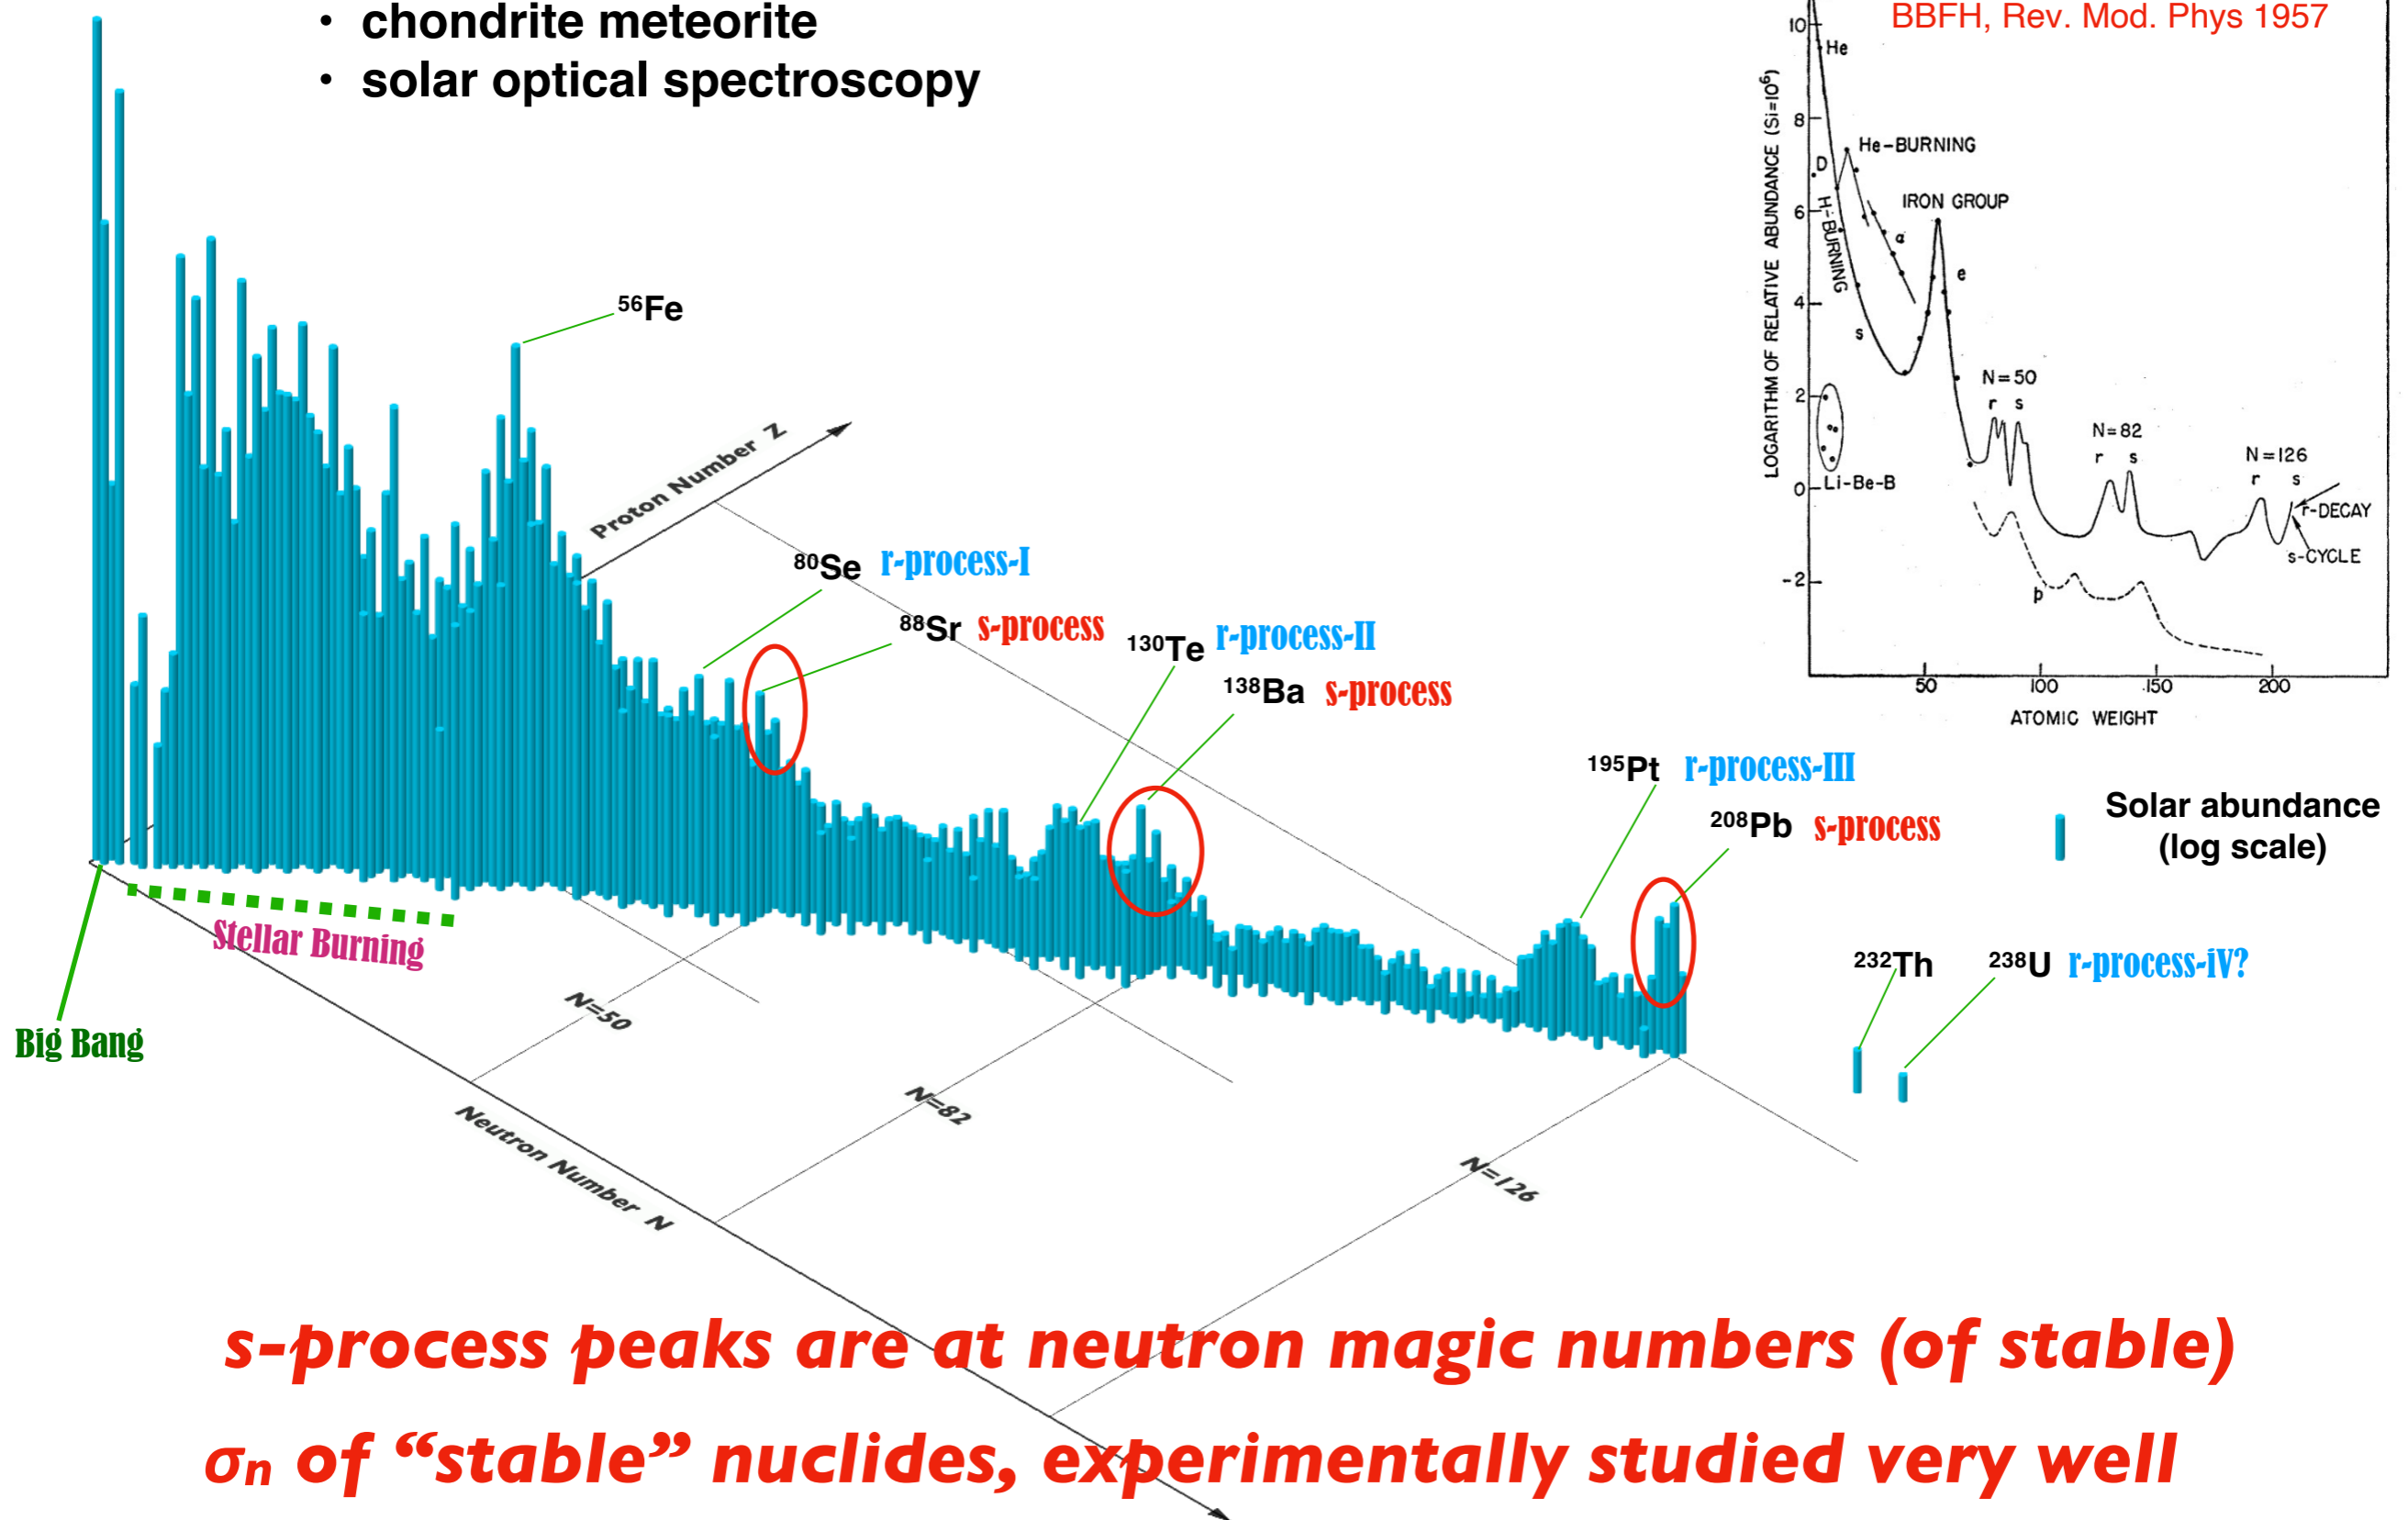 • chondrite meteorite
• solar optical spectroscopy
BBFH, Rev. Mod. Phys 1957
LOGARITHM OF RELATIVE ABUNDANCE (Si=10⁶)
10
8
6
4
2
0
-2
He
D
H-BURNING
He-BURNING
IRON GROUP
α
e
s
N=50
r s
N=82
r s
N=126
r s
Li-Be-B
r-DECAY
s-CYCLE
p
50 100 150 200
ATOMIC WEIGHT
⁵⁶Fe
Proton Number Z
⁸⁰Se r-process-I
⁸⁸Sr s-process
¹³⁰Te r-process-II
¹³⁸Ba s-process
¹⁹⁵Pt r-process-III
²⁰⁸Pb s-process
Solar abundance
(log scale)
²³²Th
²³⁸U r-process-iV?
Stellar Burning
Big Bang
N=50
N=82
N=126
Neutron Number N
s-process peaks are at neutron magic numbers (of stable)
σn of “stable” nuclides, experimentally studied very well